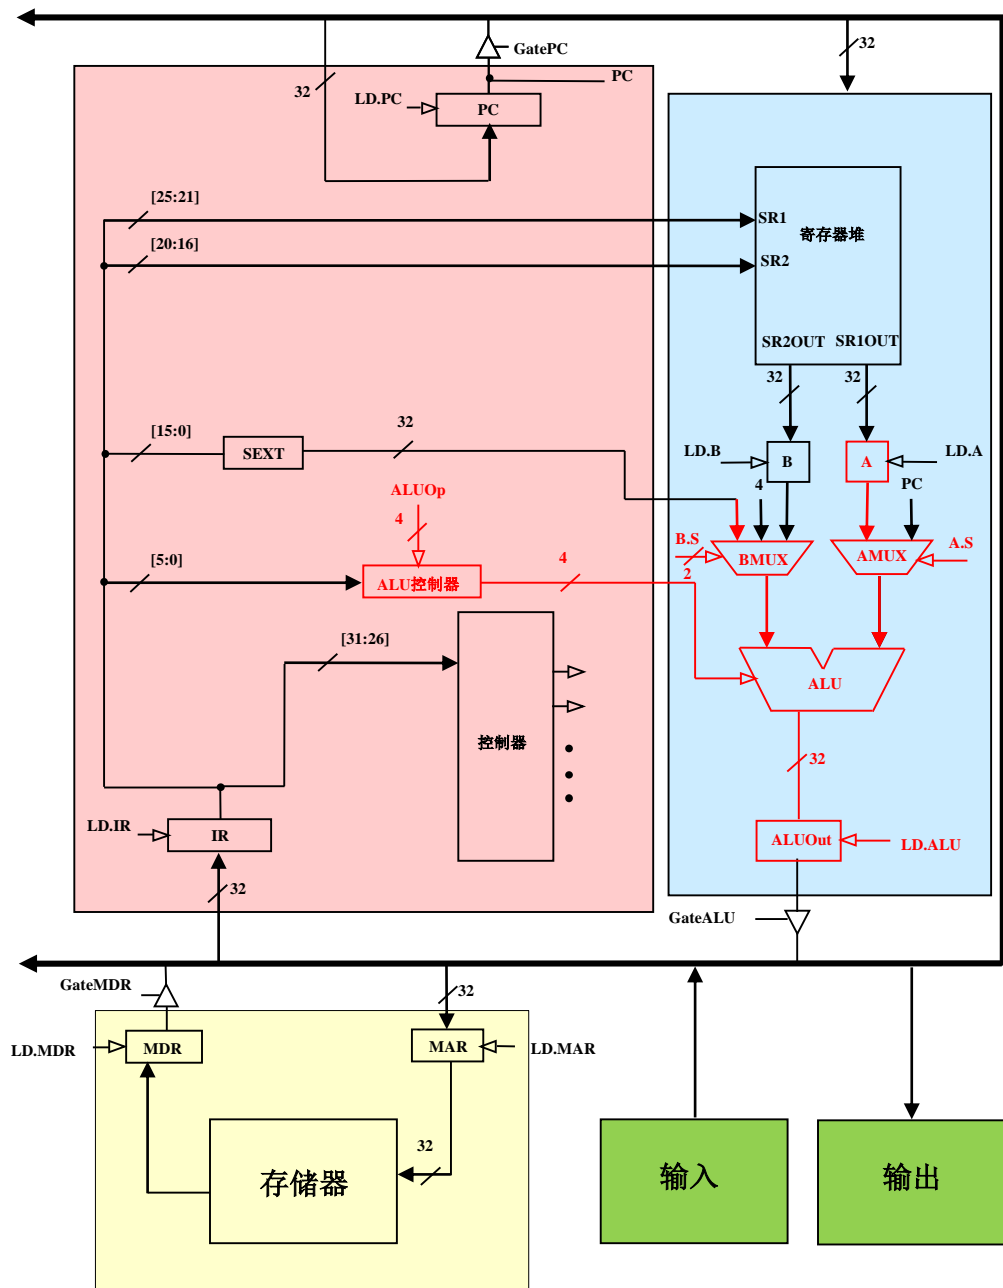 GatePC
32
32
PC
LD.PC
PC
[25:21]
SR1
寄存器堆
[20:16]
SR2
SR2OUT
SR1OUT
32
32
[15:0]
SEXT
32
LD.B
B
A
LD.A
ALUOp
4
4
PC
B.S
2
BMUX
AMUX
A.S
[5:0]
ALU控制器
4
[31:26]
ALU
控制器
32
LD.IR
IR
ALUOut
LD.ALU
32
GateALU
GateMDR
32
LD.MDR
MDR
MAR
LD.MAR
32
存储器
输入
输出